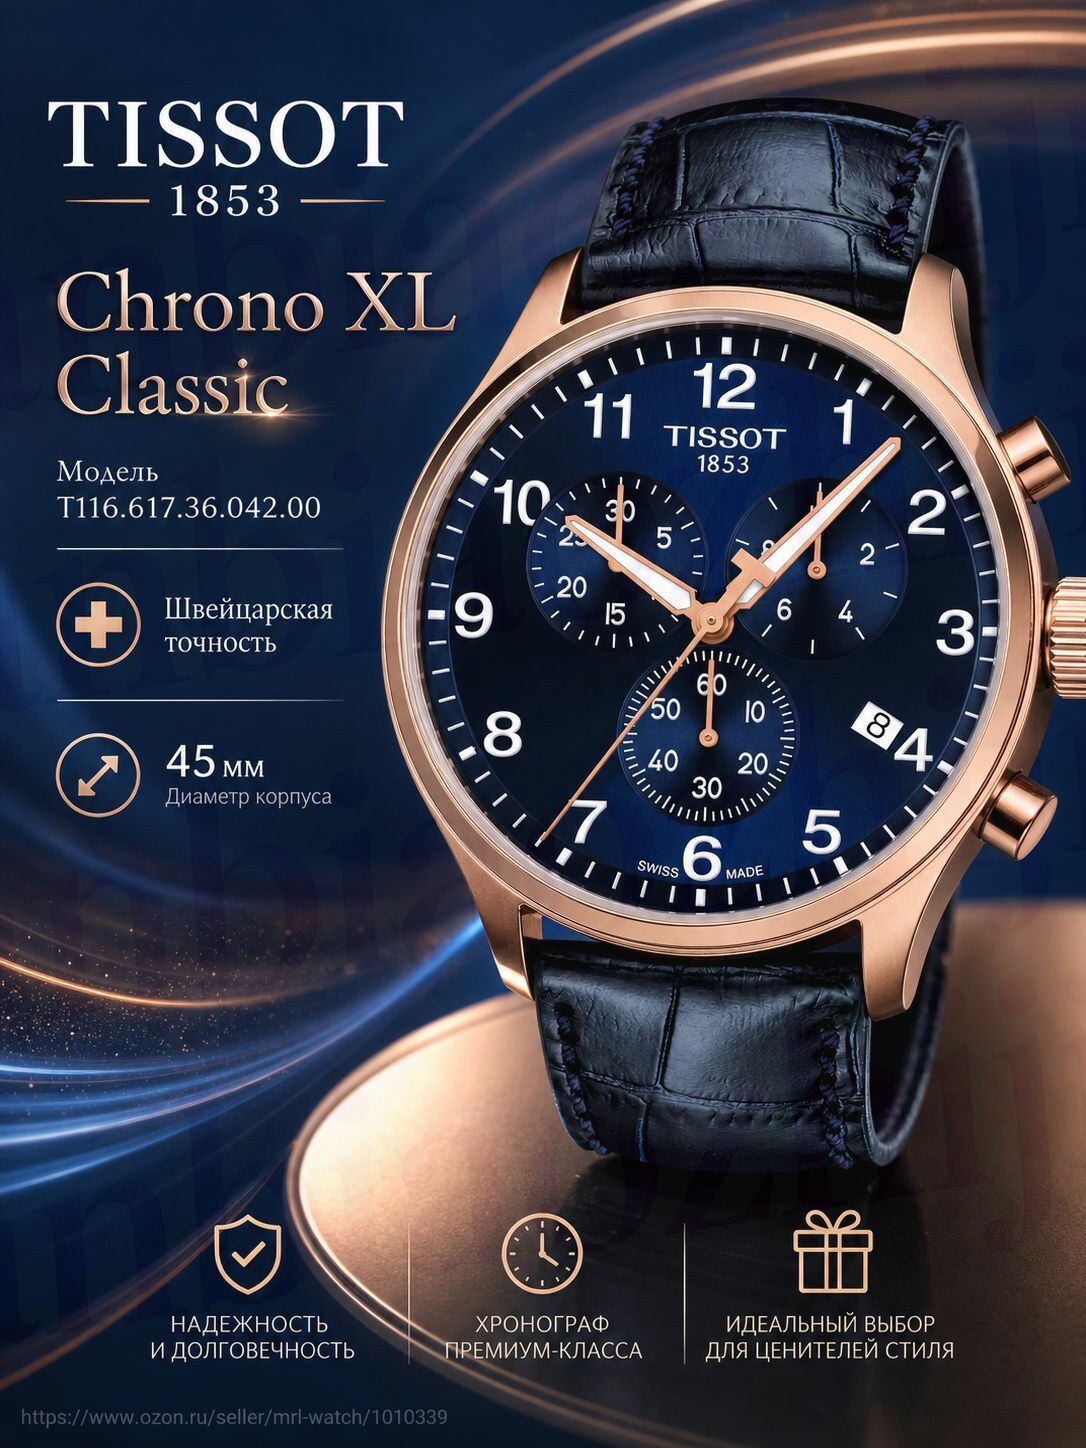 TISSOT
1853
Chrono XL
Classic
Модель
T116.617.36.042.00
Швейцарская
точность
45 мм
Диаметр корпуса
12
11
1
TISSOT
1853
10
2
30
5
20
15
2
6
4
9
3
60
50
10
40
20
30
8
8
4
7
5
6
SWISS
MADE
НАДЕЖНОСТЬ
И ДОЛГОВЕЧНОСТЬ
ХРОНОГРАФ
ПРЕМИУМ-КЛАССА
ИДЕАЛЬНЫЙ ВЫБОР
ДЛЯ ЦЕНИТЕЛЕЙ СТИЛЯ
https://www.ozon.ru/seller/mrl-watch/1010339